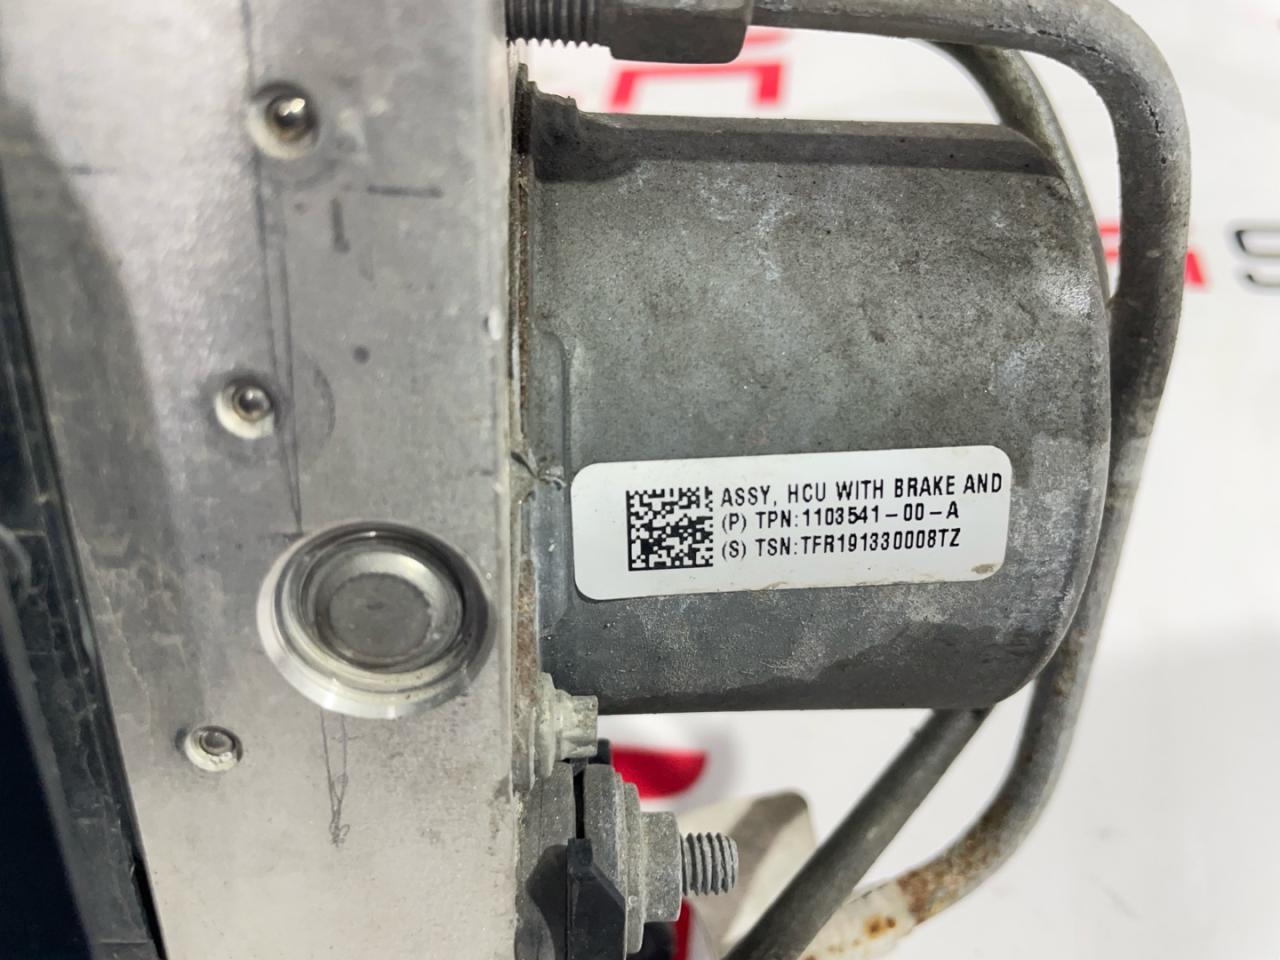 ASSY, HCU WITH BRAKE AND
(P) TPN:1103541-00-A
(S) TSN:TFR191330008TZ